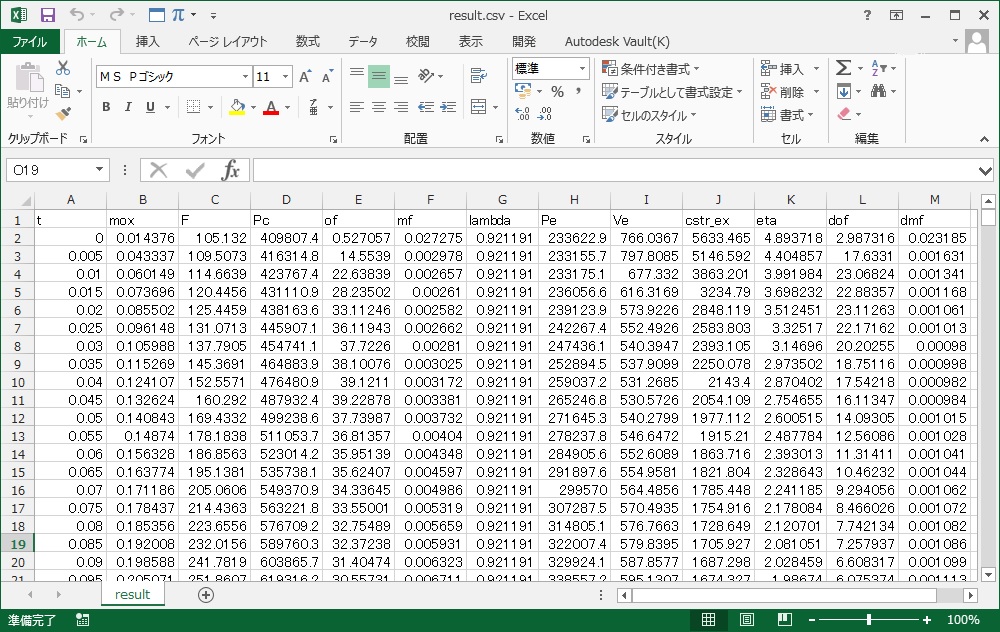 result.csv - Excel
ファイル ホーム 挿入 ページ レイアウト 数式 データ 校閲 表示 開発 Autodesk Vault(K)
貼り付け
ＭＳ Ｐゴシック 11
B I U A 亜
標準
% ,
条件付き書式
テーブルとして書式設定
セルのスタイル
挿入
削除
書式
クリップボード フォント 配置 数値 スタイル セル 編集
O19 fx
A B C D E F G H I J K L M
1 t mox F Pc of mf lambda Pe Ve cstr_ex eta dof dmf
2 0 0.014376 105.132 409807.4 0.527057 0.027275 0.921191 233622.9 766.0367 5633.465 4.893718 2.987316 0.023185
3 0.005 0.043337 109.5073 416314.8 14.5539 0.002978 0.921191 233155.7 797.8085 5146.592 4.404857 17.6331 0.001631
4 0.01 0.060149 114.6639 423767.4 22.63839 0.002657 0.921191 233175.1 677.332 3863.201 3.991984 23.06824 0.001341
5 0.015 0.073696 120.4456 431110.9 28.23502 0.00261 0.921191 236056.6 616.3169 3234.79 3.698232 22.88357 0.001168
6 0.02 0.085502 125.4459 438163.6 33.11246 0.002582 0.921191 239123.9 573.9226 2848.119 3.512451 23.11263 0.001061
7 0.025 0.096148 131.0713 445907.1 36.11943 0.002662 0.921191 242267.4 552.4926 2583.803 3.32517 22.17162 0.001013
8 0.03 0.105988 137.7905 454741.1 37.7226 0.00281 0.921191 247436.1 540.3947 2393.105 3.14696 20.20255 0.00098
9 0.035 0.115269 145.3691 464883.9 38.10076 0.003025 0.921191 252894.5 537.9099 2250.078 2.973502 18.75116 0.000998
10 0.04 0.124107 152.5571 476480.9 39.1211 0.003172 0.921191 259037.2 531.2685 2143.4 2.870402 17.54218 0.000982
11 0.045 0.132624 160.292 487932.4 39.22878 0.003381 0.921191 265246.8 530.5726 2054.109 2.754655 16.11347 0.000984
12 0.05 0.140843 169.4332 499238.6 37.73987 0.003732 0.921191 271645.3 540.2799 1977.112 2.600515 14.09305 0.001015
13 0.055 0.14874 178.1838 511053.7 36.81357 0.00404 0.921191 278237.8 546.6472 1915.21 2.487784 12.56086 0.001028
14 0.06 0.156328 186.8563 523014.2 35.95139 0.004348 0.921191 284905.6 552.6089 1863.716 2.393013 11.31411 0.001041
15 0.065 0.163774 195.1381 535738.1 35.62407 0.004597 0.921191 291897.6 554.9581 1821.804 2.328643 10.46232 0.001044
16 0.07 0.171186 205.0606 549370.9 34.33645 0.004986 0.921191 299570 564.4856 1785.448 2.241185 9.294056 0.001062
17 0.075 0.178437 214.4363 563221.8 33.55001 0.005319 0.921191 307287.5 570.4935 1754.916 2.178084 8.466026 0.001072
18 0.08 0.185356 223.6556 576709.2 32.75489 0.005659 0.921191 314805.1 576.7663 1728.649 2.120701 7.742134 0.001082
19 0.085 0.192008 232.0156 589760.3 32.37238 0.005931 0.921191 322007.4 579.8395 1705.927 2.081051 7.257937 0.001086
20 0.09 0.198588 241.7819 603865.7 31.40474 0.006323 0.921191 329924.1 587.8577 1687.298 2.028459 6.608317 0.001099
21 0.095 0.205071 251.8607 619316.2 30.55731 0.006711 0.921191 338557.2 595.1307 1674.327 1.98674 6.075374 0.001113
result
準備完了 100%